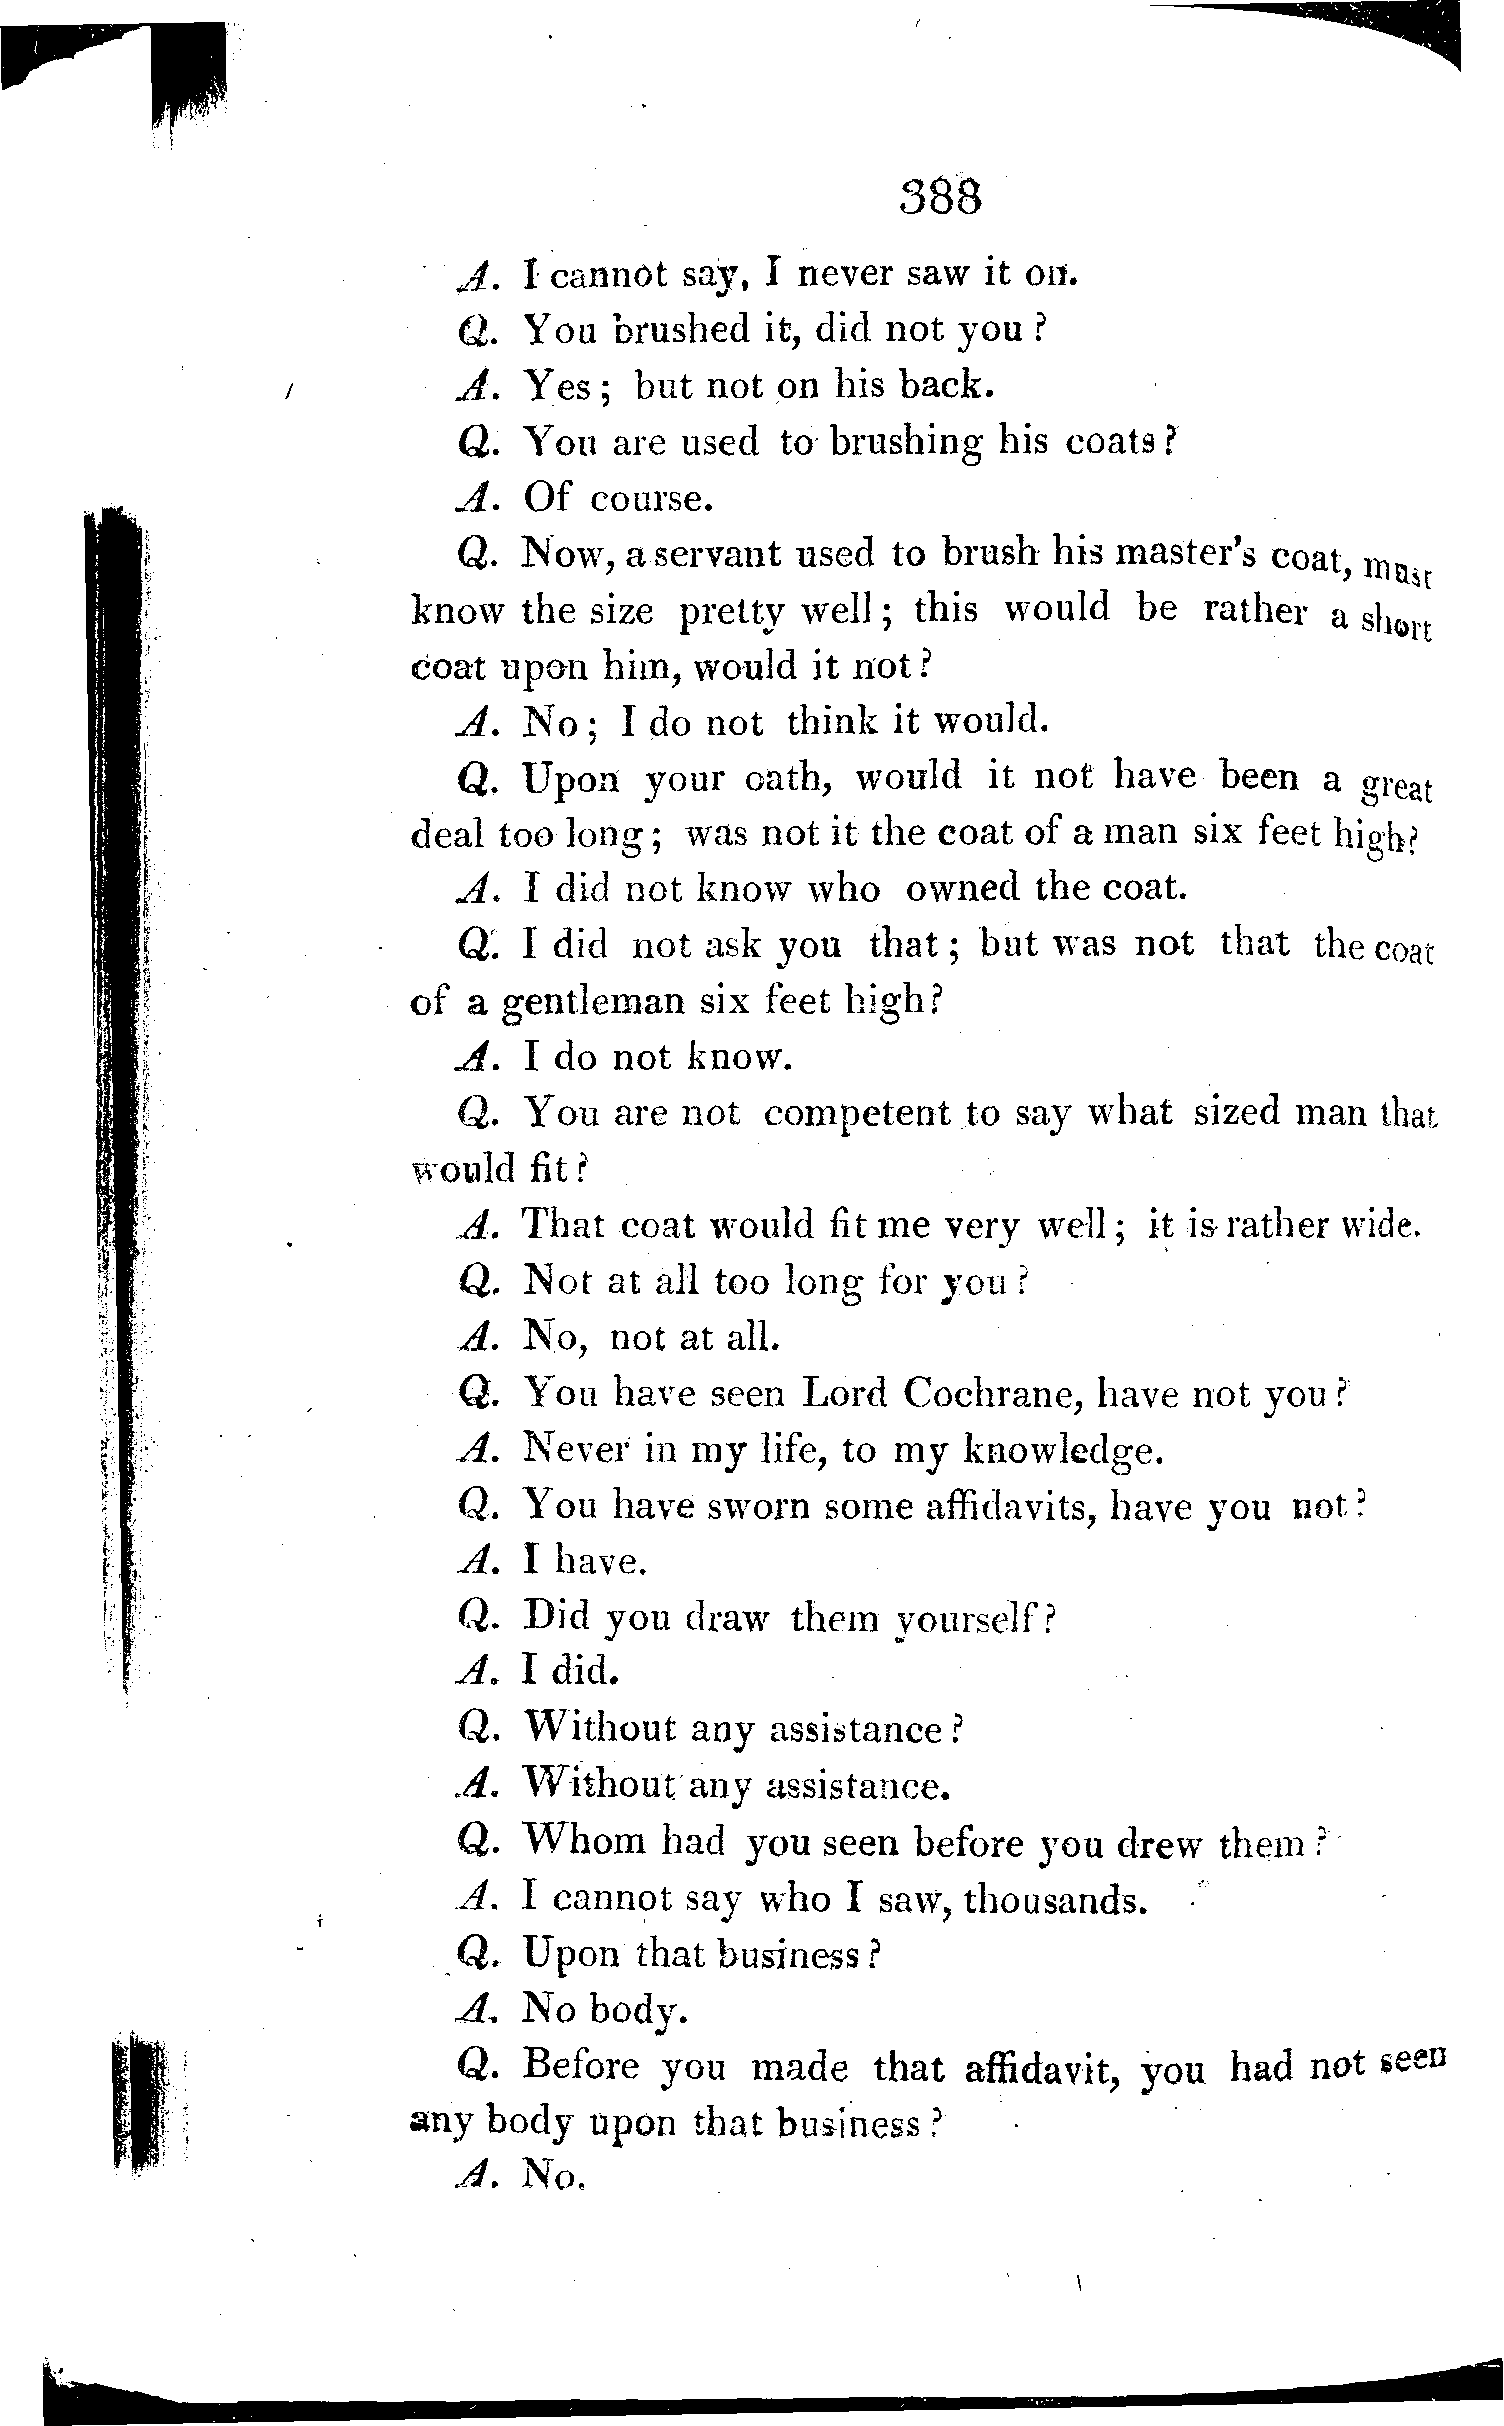 388
A. I cannot say, I never saw it on.
Q. You brushed it, did not you?
A. Yes; but not on his back.
Q. You are used to brushing his coats?
A. Of course.
Q. Now, a servant used to brush his master's coat, must
know the size pretty well; this would be rather a short
coat upon him, would it not?
A. No; I do not think it would.
Q. Upon your oath, would it not have been a great
deal too long; was not it the coat of a man six feet high?
A. I did not know who owned the coat.
Q. I did not ask you that; but was not that the coat
of a gentleman six feet high?
A. I do not know.
Q. You are not competent to say what sized man that
would fit?
A. That coat would fit me very well; it is rather wide.
Q. Not at all too long for you?
A. No, not at all.
Q. You have seen Lord Cochrane, have not you?
A. Never in my life, to my knowledge.
Q. You have sworn some affidavits, have you not?
A. I have.
Q. Did you draw them yourself?
A. I did.
Q. Without any assistance?
A. Without any assistance.
Q. Whom had you seen before you drew them?
A. I cannot say who I saw, thousands.
Q. Upon that business?
A. No body.
Q. Before you made that affidavit, you had not seen
any body upon that business?
A. No.